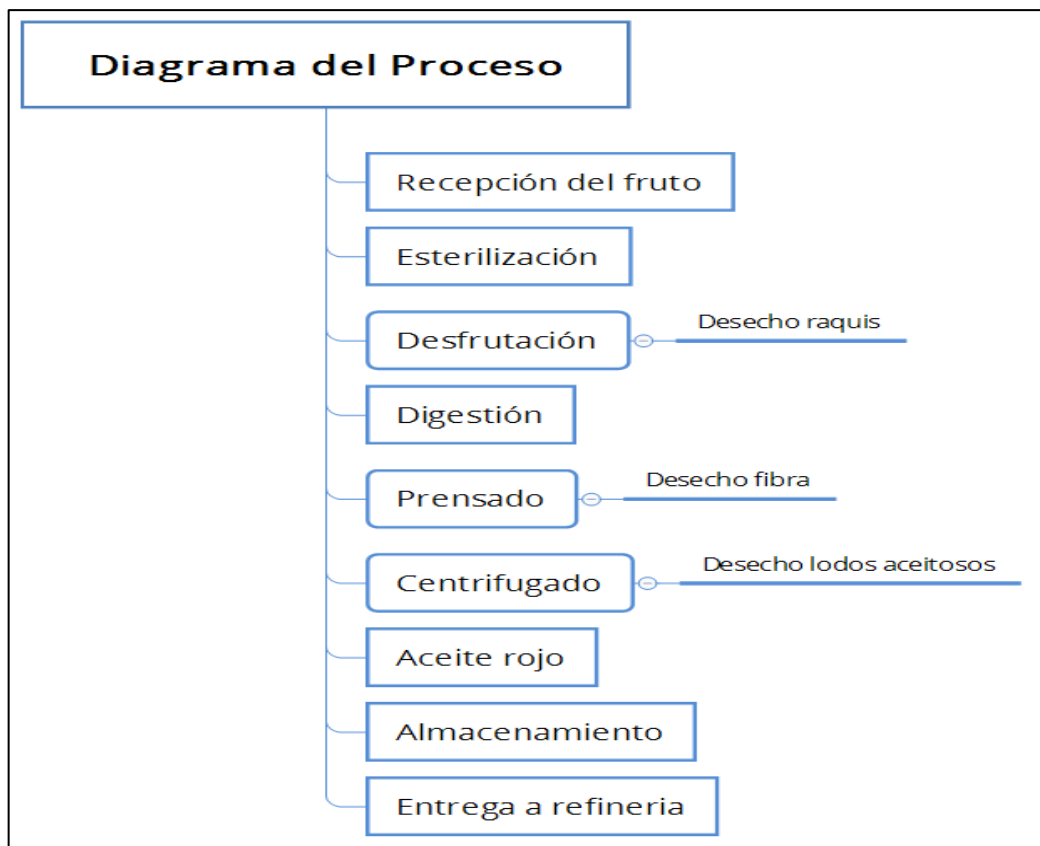 Diagrama del Proceso
Recepción del fruto
Esterilización
Desfrutación
Desecho raquis
Digestión
Prensado
Desecho fibra
Centrifugado
Desecho lodos aceitosos
Aceite rojo
Almacenamiento
Entrega a refineria